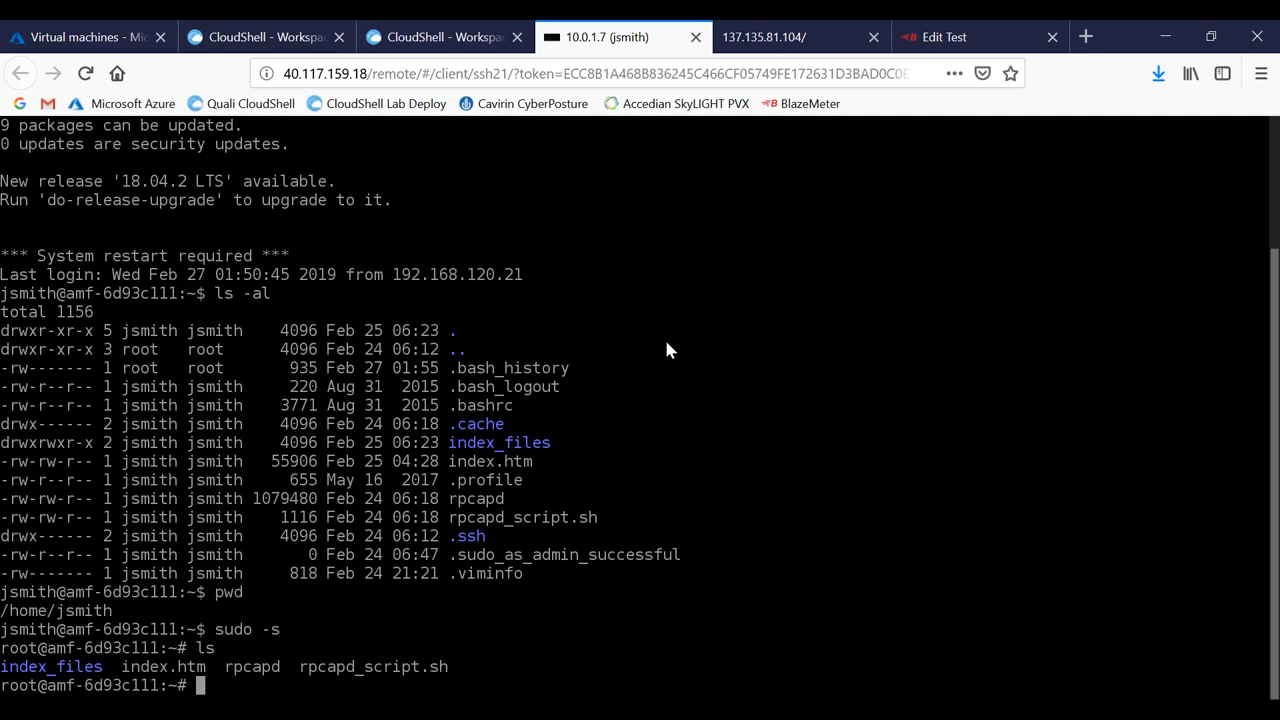 Virtual machines - Mic
CloudShell - Workspa
CloudShell - Workspa
10.0.1.7 (jsmith)
137.135.81.104/
Edit Test
40.117.159.18/remote/#/client/ssh21/?token=ECC8B1A468B836245C466CF05749FE172631D3BAD0C0E
Microsoft Azure
Quali CloudShell
CloudShell Lab Deploy
Cavirin CyberPosture
Accedian SkyLIGHT PVX
BlazeMeter
9 packages can be updated.
0 updates are security updates.
New release '18.04.2 LTS' available.
Run 'do-release-upgrade' to upgrade to it.
*** System restart required ***
Last login: Wed Feb 27 01:50:45 2019 from 192.168.120.21
jsmith@amf-6d93c111:~$ ls -al
total 1156
drwxr-xr-x 5 jsmith jsmith    4096 Feb 25 06:23 .
drwxr-xr-x 3 root   root      4096 Feb 24 06:12 ..
-rw------- 1 root   root       935 Feb 27 01:55 .bash_history
-rw-r--r-- 1 jsmith jsmith     220 Aug 31  2015 .bash_logout
-rw-r--r-- 1 jsmith jsmith    3771 Aug 31  2015 .bashrc
drwx------ 2 jsmith jsmith    4096 Feb 24 06:18 .cache
drwxrwxr-x 2 jsmith jsmith    4096 Feb 25 06:23 index_files
-rw-rw-r-- 1 jsmith jsmith   55906 Feb 25 04:28 index.htm
-rw-r--r-- 1 jsmith jsmith     655 May 16  2017 .profile
-rw-rw-r-- 1 jsmith jsmith 1079480 Feb 24 06:18 rpcapd
-rw-rw-r-- 1 jsmith jsmith    1116 Feb 24 06:18 rpcapd_script.sh
drwx------ 2 jsmith jsmith    4096 Feb 24 06:12 .ssh
-rw-r--r-- 1 jsmith jsmith       0 Feb 24 06:47 .sudo_as_admin_successful
-rw------- 1 jsmith jsmith     818 Feb 24 21:21 .viminfo
jsmith@amf-6d93c111:~$ pwd
/home/jsmith
jsmith@amf-6d93c111:~$ sudo -s
root@amf-6d93c111:~# ls
index_files  index.htm  rpcapd  rpcapd_script.sh
root@amf-6d93c111:~#